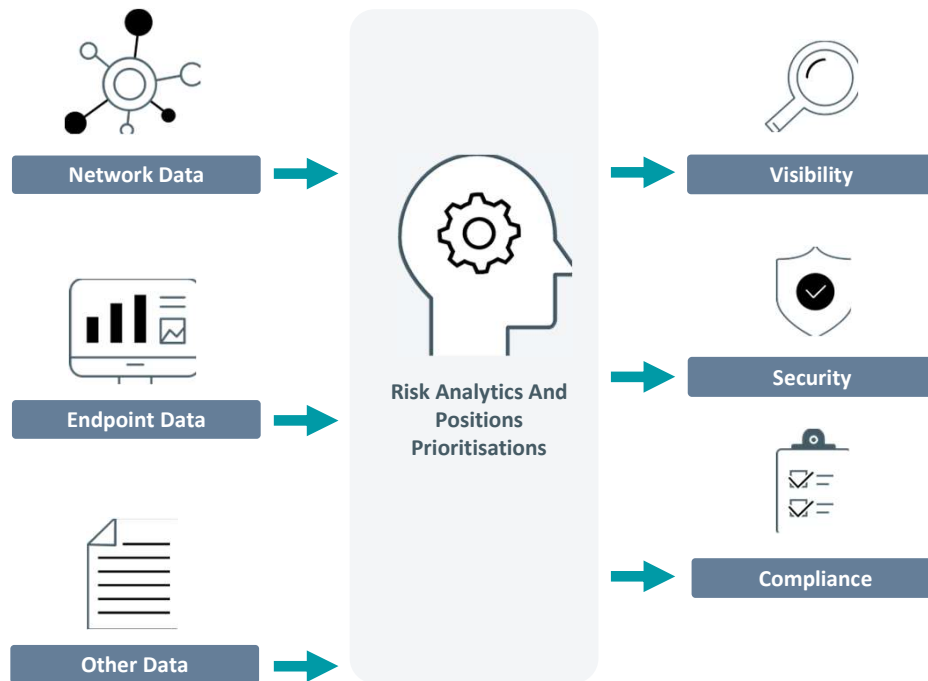 Network Data
Visibility
Endpoint Data
Risk Analytics And
Positions
Prioritisations
Security
Compliance
Other Data